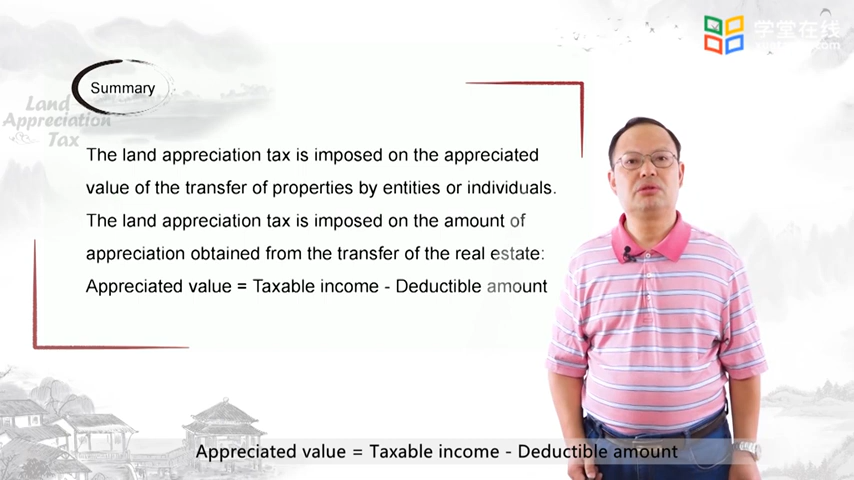 学堂在线
xuetangx.com
Summary
Land
Appreciation
Tax
The land appreciation tax is imposed on the appreciated
value of the transfer of properties by entities or individuals.
The land appreciation tax is imposed on the amount of
appreciation obtained from the transfer of the real estate:
Appreciated value = Taxable income - Deductible amount
Appreciated value = Taxable income - Deductible amount